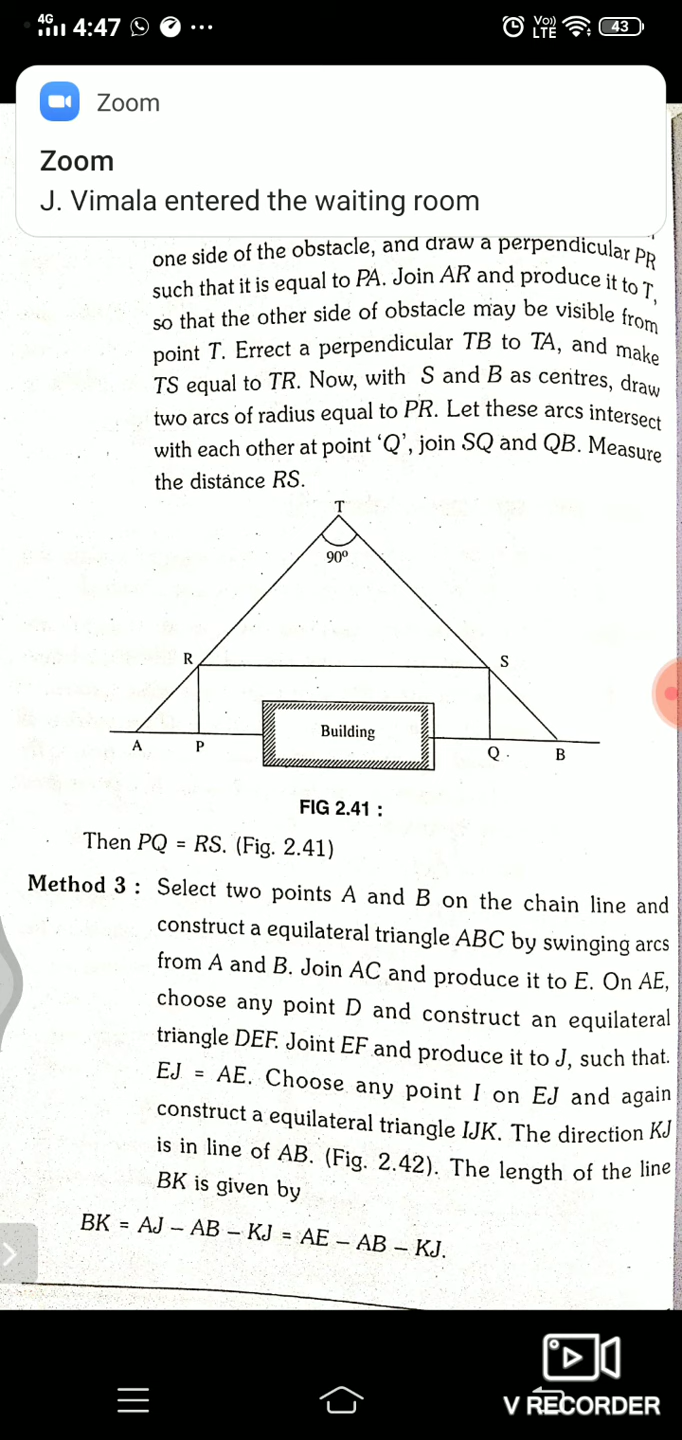 4G 4:47 ... Vo)) LTE 43
Zoom
Zoom
J. Vimala entered the waiting room
one side of the obstacle, and draw a perpendicular PR
such that it is equal to PA. Join AR and produce it to T,
so that the other side of obstacle may be visible from
point T. Errect a perpendicular TB to TA, and make
TS equal to TR. Now, with S and B as centres, draw
two arcs of radius equal to PR. Let these arcs intersect
with each other at point ‘Q’, join SQ and QB. Measure
the distance RS.
T
90º
R S
Building
A P Q B
FIG 2.41 :
Then PQ = RS. (Fig. 2.41)
Method 3 : Select two points A and B on the chain line and
construct a equilateral triangle ABC by swinging arcs
from A and B. Join AC and produce it to E. On AE,
choose any point D and construct an equilateral
triangle DEF. Joint EF and produce it to J, such that.
EJ = AE. Choose any point I on EJ and again
construct a equilateral triangle IJK. The direction KJ
is in line of AB. (Fig. 2.42). The length of the line
BK is given by
BK = AJ – AB – KJ = AE – AB – KJ.
V RECORDER